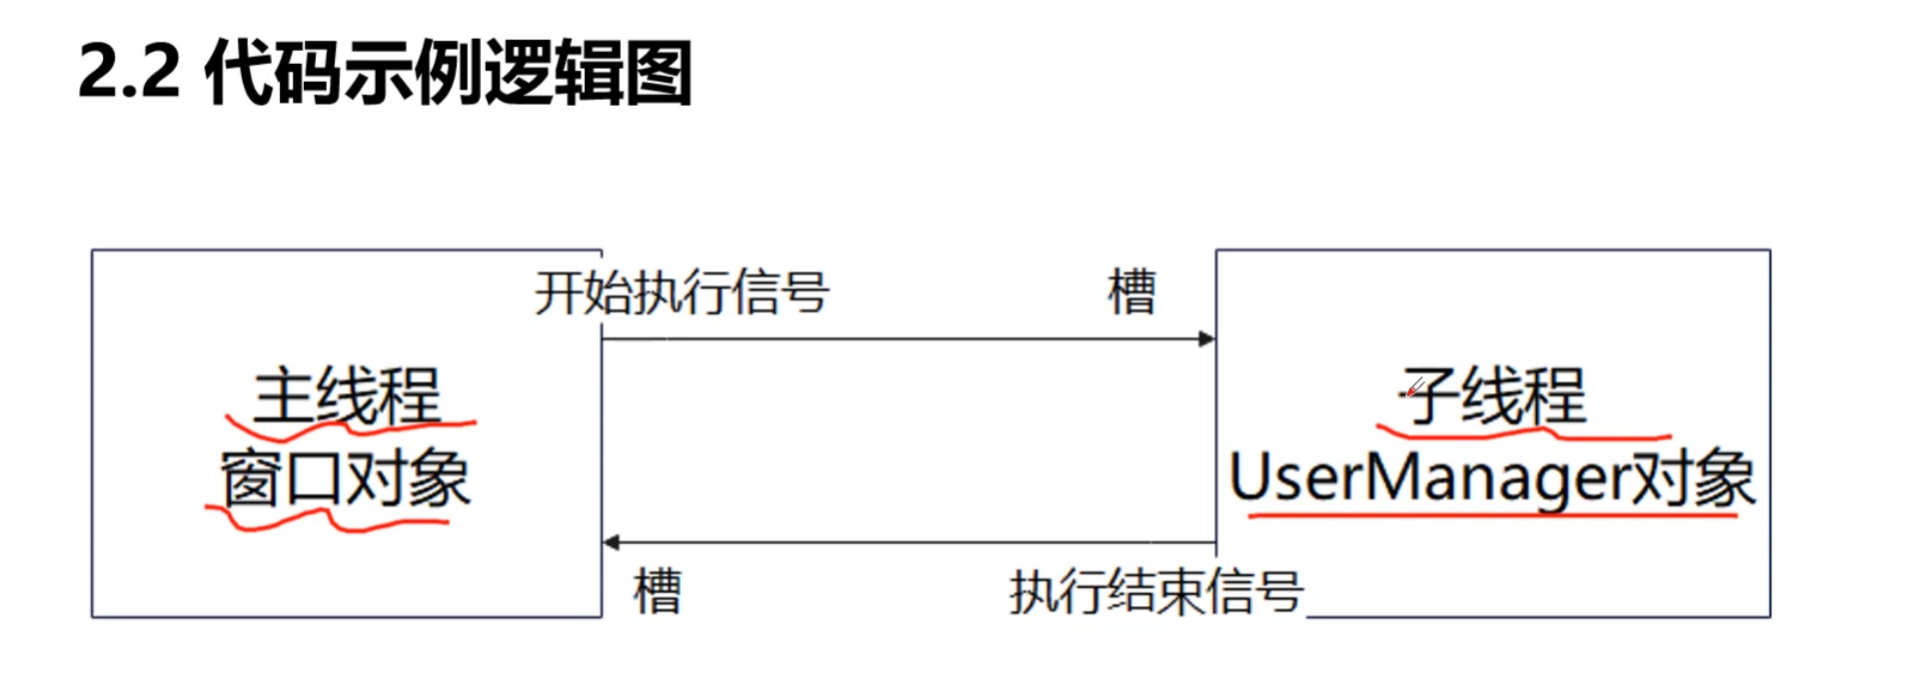 2.2 代码示例逻辑图
开始执行信号
槽
主线程
窗口对象
子线程
UserManager对象
槽
执行结束信号